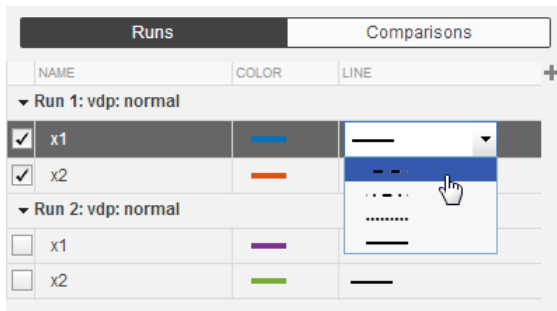 Runs Comparisons
NAME COLOR LINE
Run 1: vdp: normal
x1
x2
Run 2: vdp: normal
x1
x2